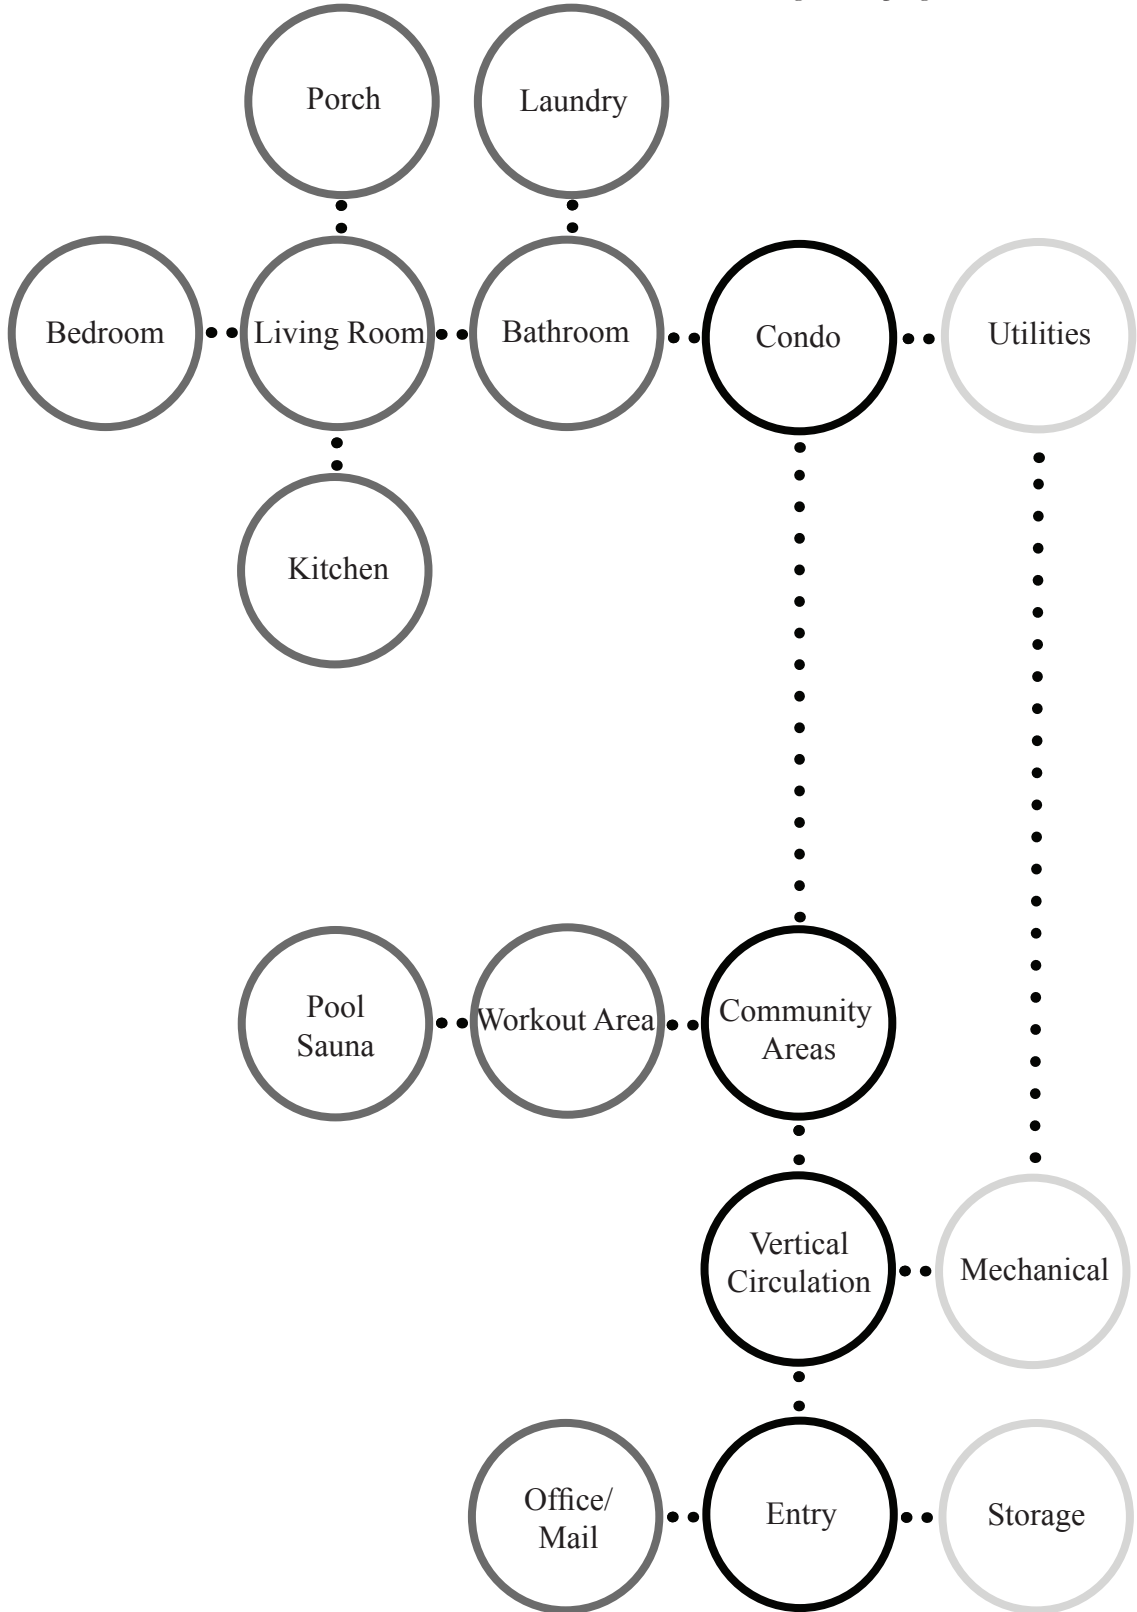 Porch
Laundry
Bedroom
Living Room
Bathroom
Condo
Utilities
Kitchen
Pool
Sauna
Workout Area
Community
Areas
Vertical
Circulation
Mechanical
Office/
Mail
Entry
Storage